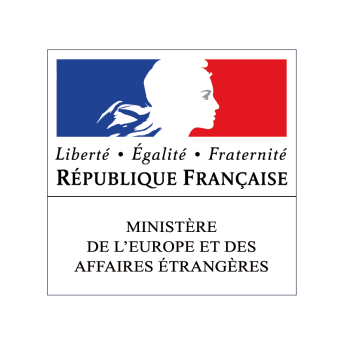 Liberté • Égalité • Fraternité
RÉPUBLIQUE FRANÇAISE
MINISTÈRE
DE L'EUROPE ET DES
AFFAIRES ÉTRANGÈRES